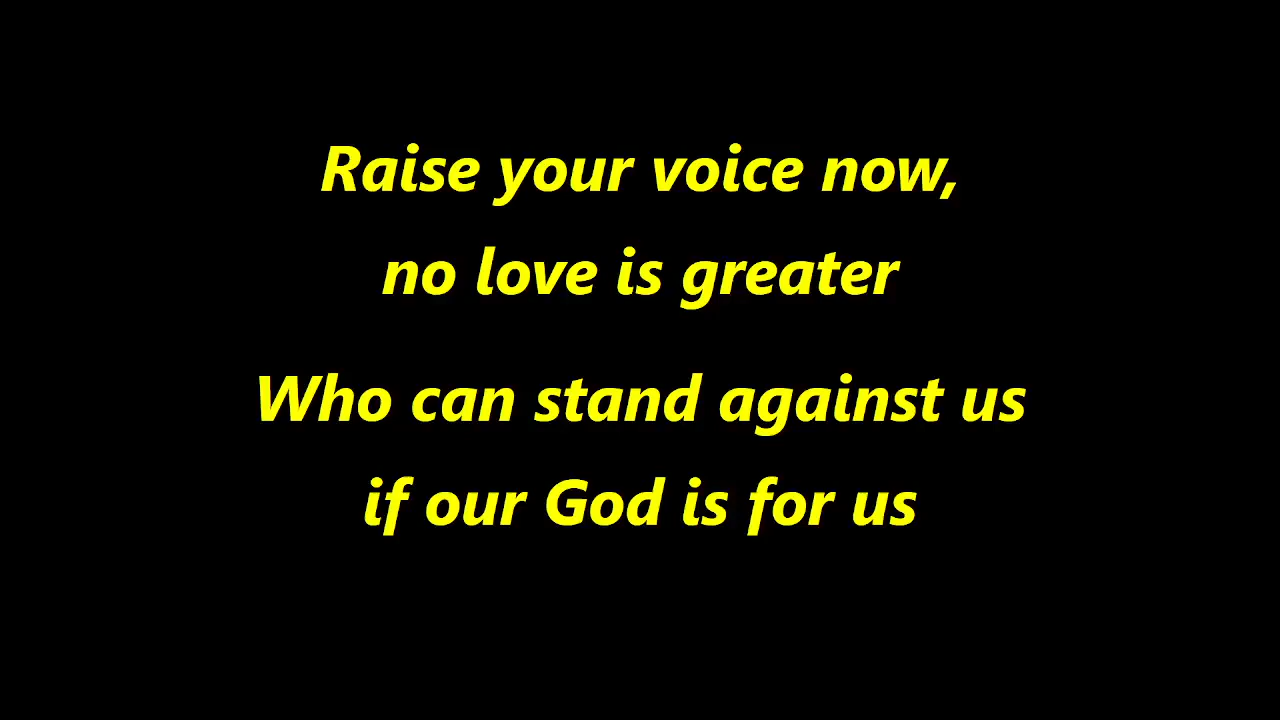 Raise your voice now,
no love is greater
Who can stand against us
if our God is for us